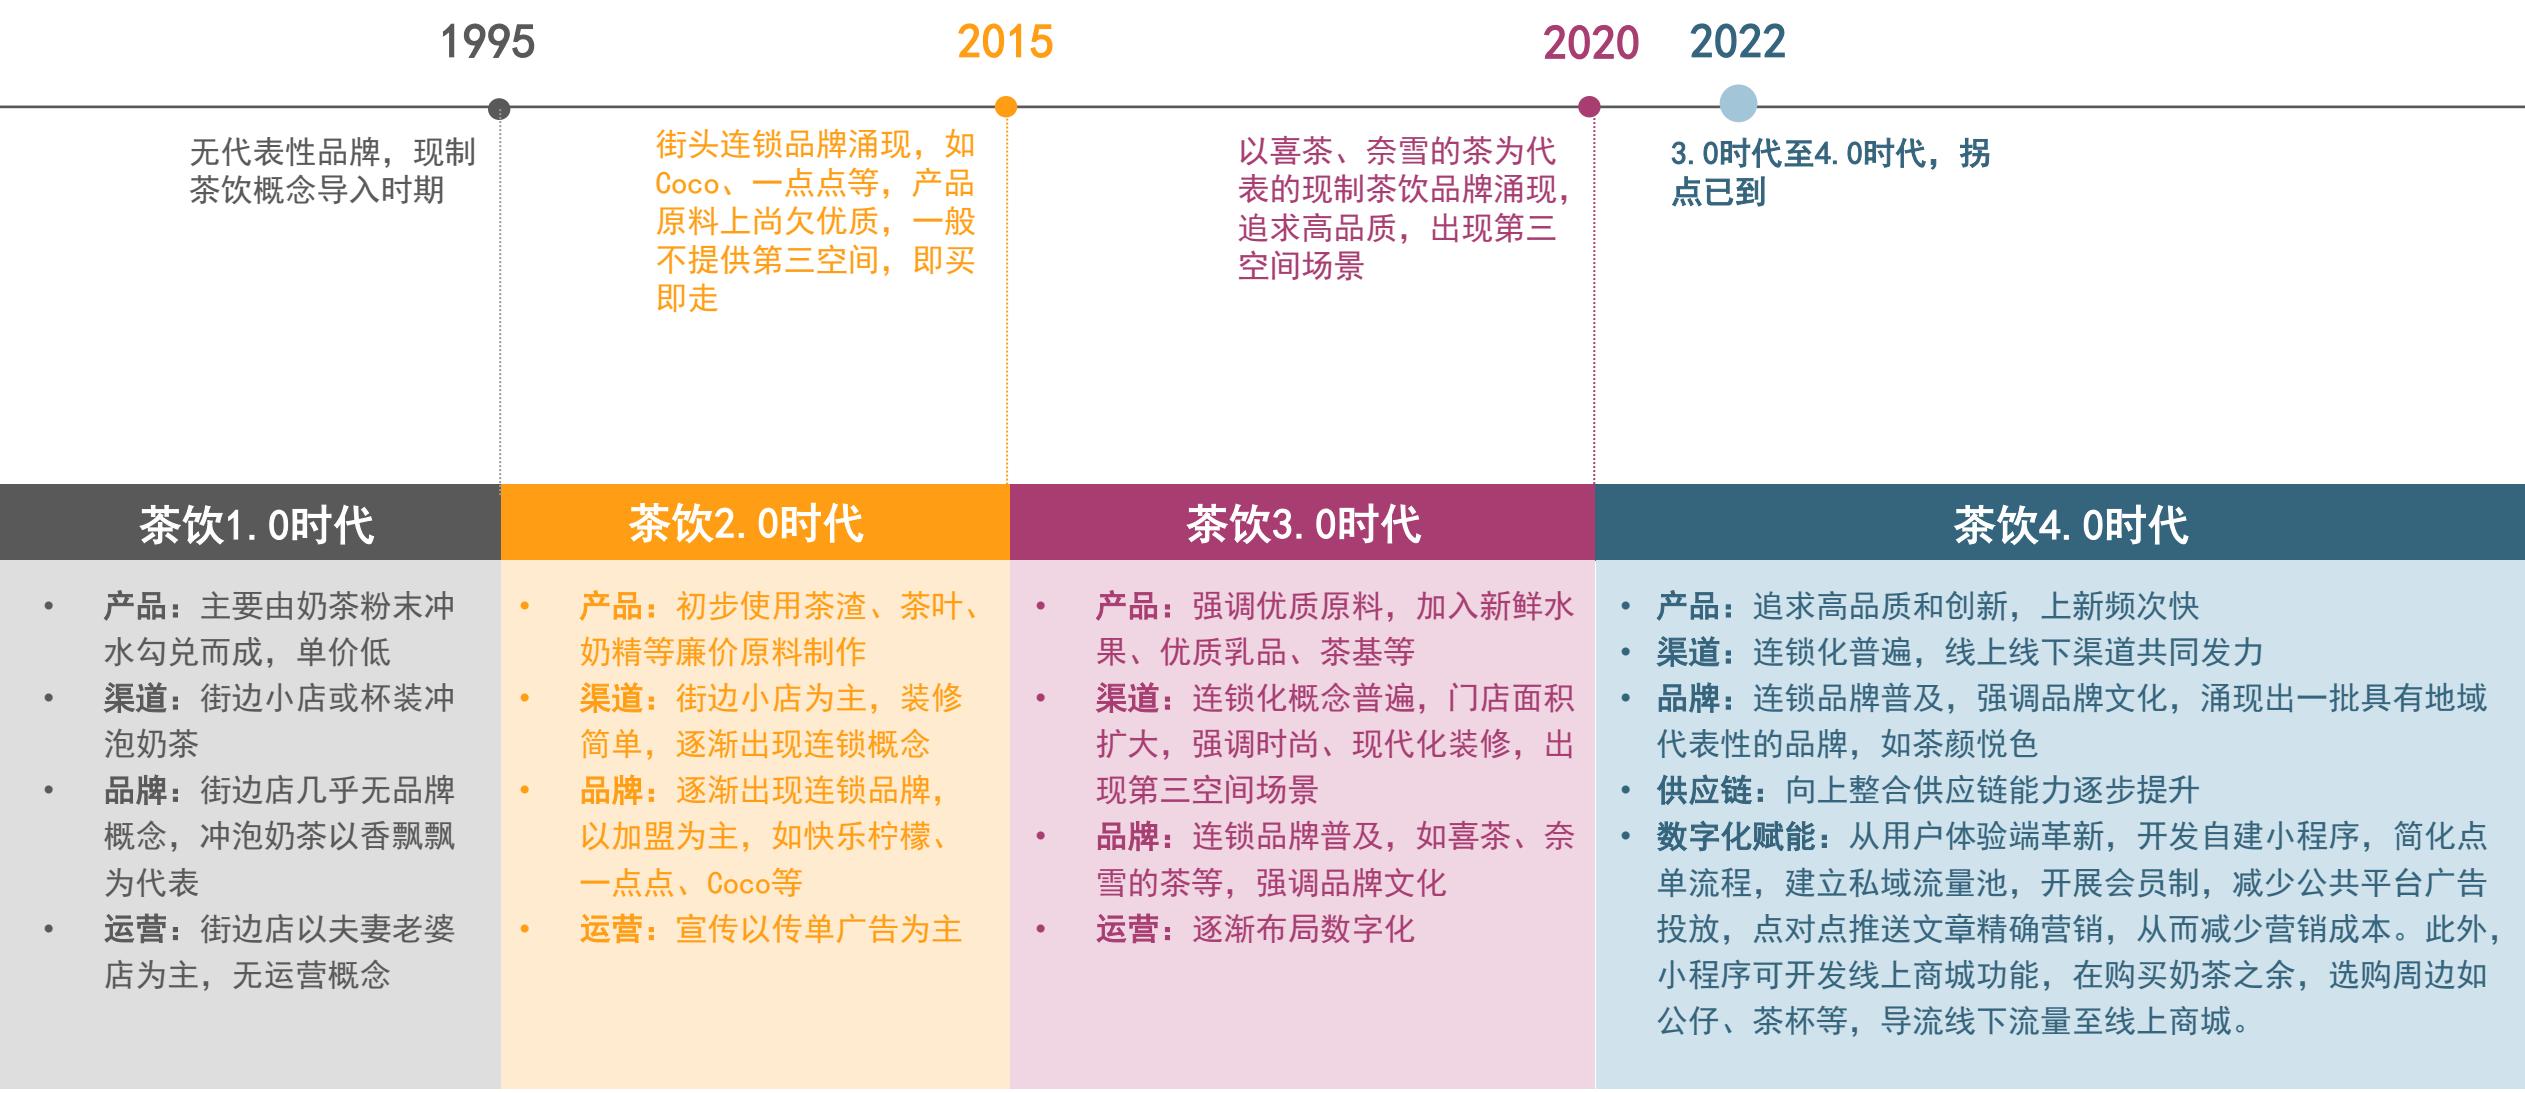 1995
2015
2020
2022
无代表性品牌，现制
茶饮概念导入时期
街头连锁品牌涌现，如
Coco、一点点等，产品
原料上尚欠优质，一般
不提供第三空间，即买
即走
以喜茶、奈雪的茶为代
表的现制茶饮品牌涌现，
追求高品质，出现第三
空间场景
3.0时代至4.0时代，拐
点已到
茶饮1.0时代
• 产品：主要由奶茶粉末冲
水勾兑而成，单价低
• 渠道：街边小店或杯装冲
泡奶茶
• 品牌：街边店几乎无品牌
概念，冲泡奶茶以香飘飘
为代表
• 运营：街边店以夫妻老婆
店为主，无运营概念
茶饮2.0时代
• 产品：初步使用茶渣、茶叶、
奶精等廉价原料制作
• 渠道：街边小店为主，装修
简单，逐渐出现连锁概念
• 品牌：逐渐出现连锁品牌，
以加盟为主，如快乐柠檬、
一点点、Coco等
• 运营：宣传以传单广告为主
茶饮3.0时代
• 产品：强调优质原料，加入新鲜水
果、优质乳品、茶基等
• 渠道：连锁化概念普遍，门店面积
扩大，强调时尚、现代化装修，出
现第三空间场景
• 品牌：连锁品牌普及，如喜茶、奈
雪的茶等，强调品牌文化
• 运营：逐渐布局数字化
茶饮4.0时代
• 产品：追求高品质和创新，上新频次快
• 渠道：连锁化普遍，线上线下渠道共同发力
• 品牌：连锁品牌普及，强调品牌文化，涌现出一批具有地域
代表性的品牌，如茶颜悦色
• 供应链：向上整合供应链能力逐步提升
• 数字化赋能：从用户体验端革新，开发自建小程序，简化点
单流程，建立私域流量池，开展会员制，减少公共平台广告
投放，点对点推送文章精确营销，从而减少营销成本。此外，
小程序可开发线上商城功能，在购买奶茶之余，选购周边如
公仔、茶杯等，导流线下流量至线上商城。